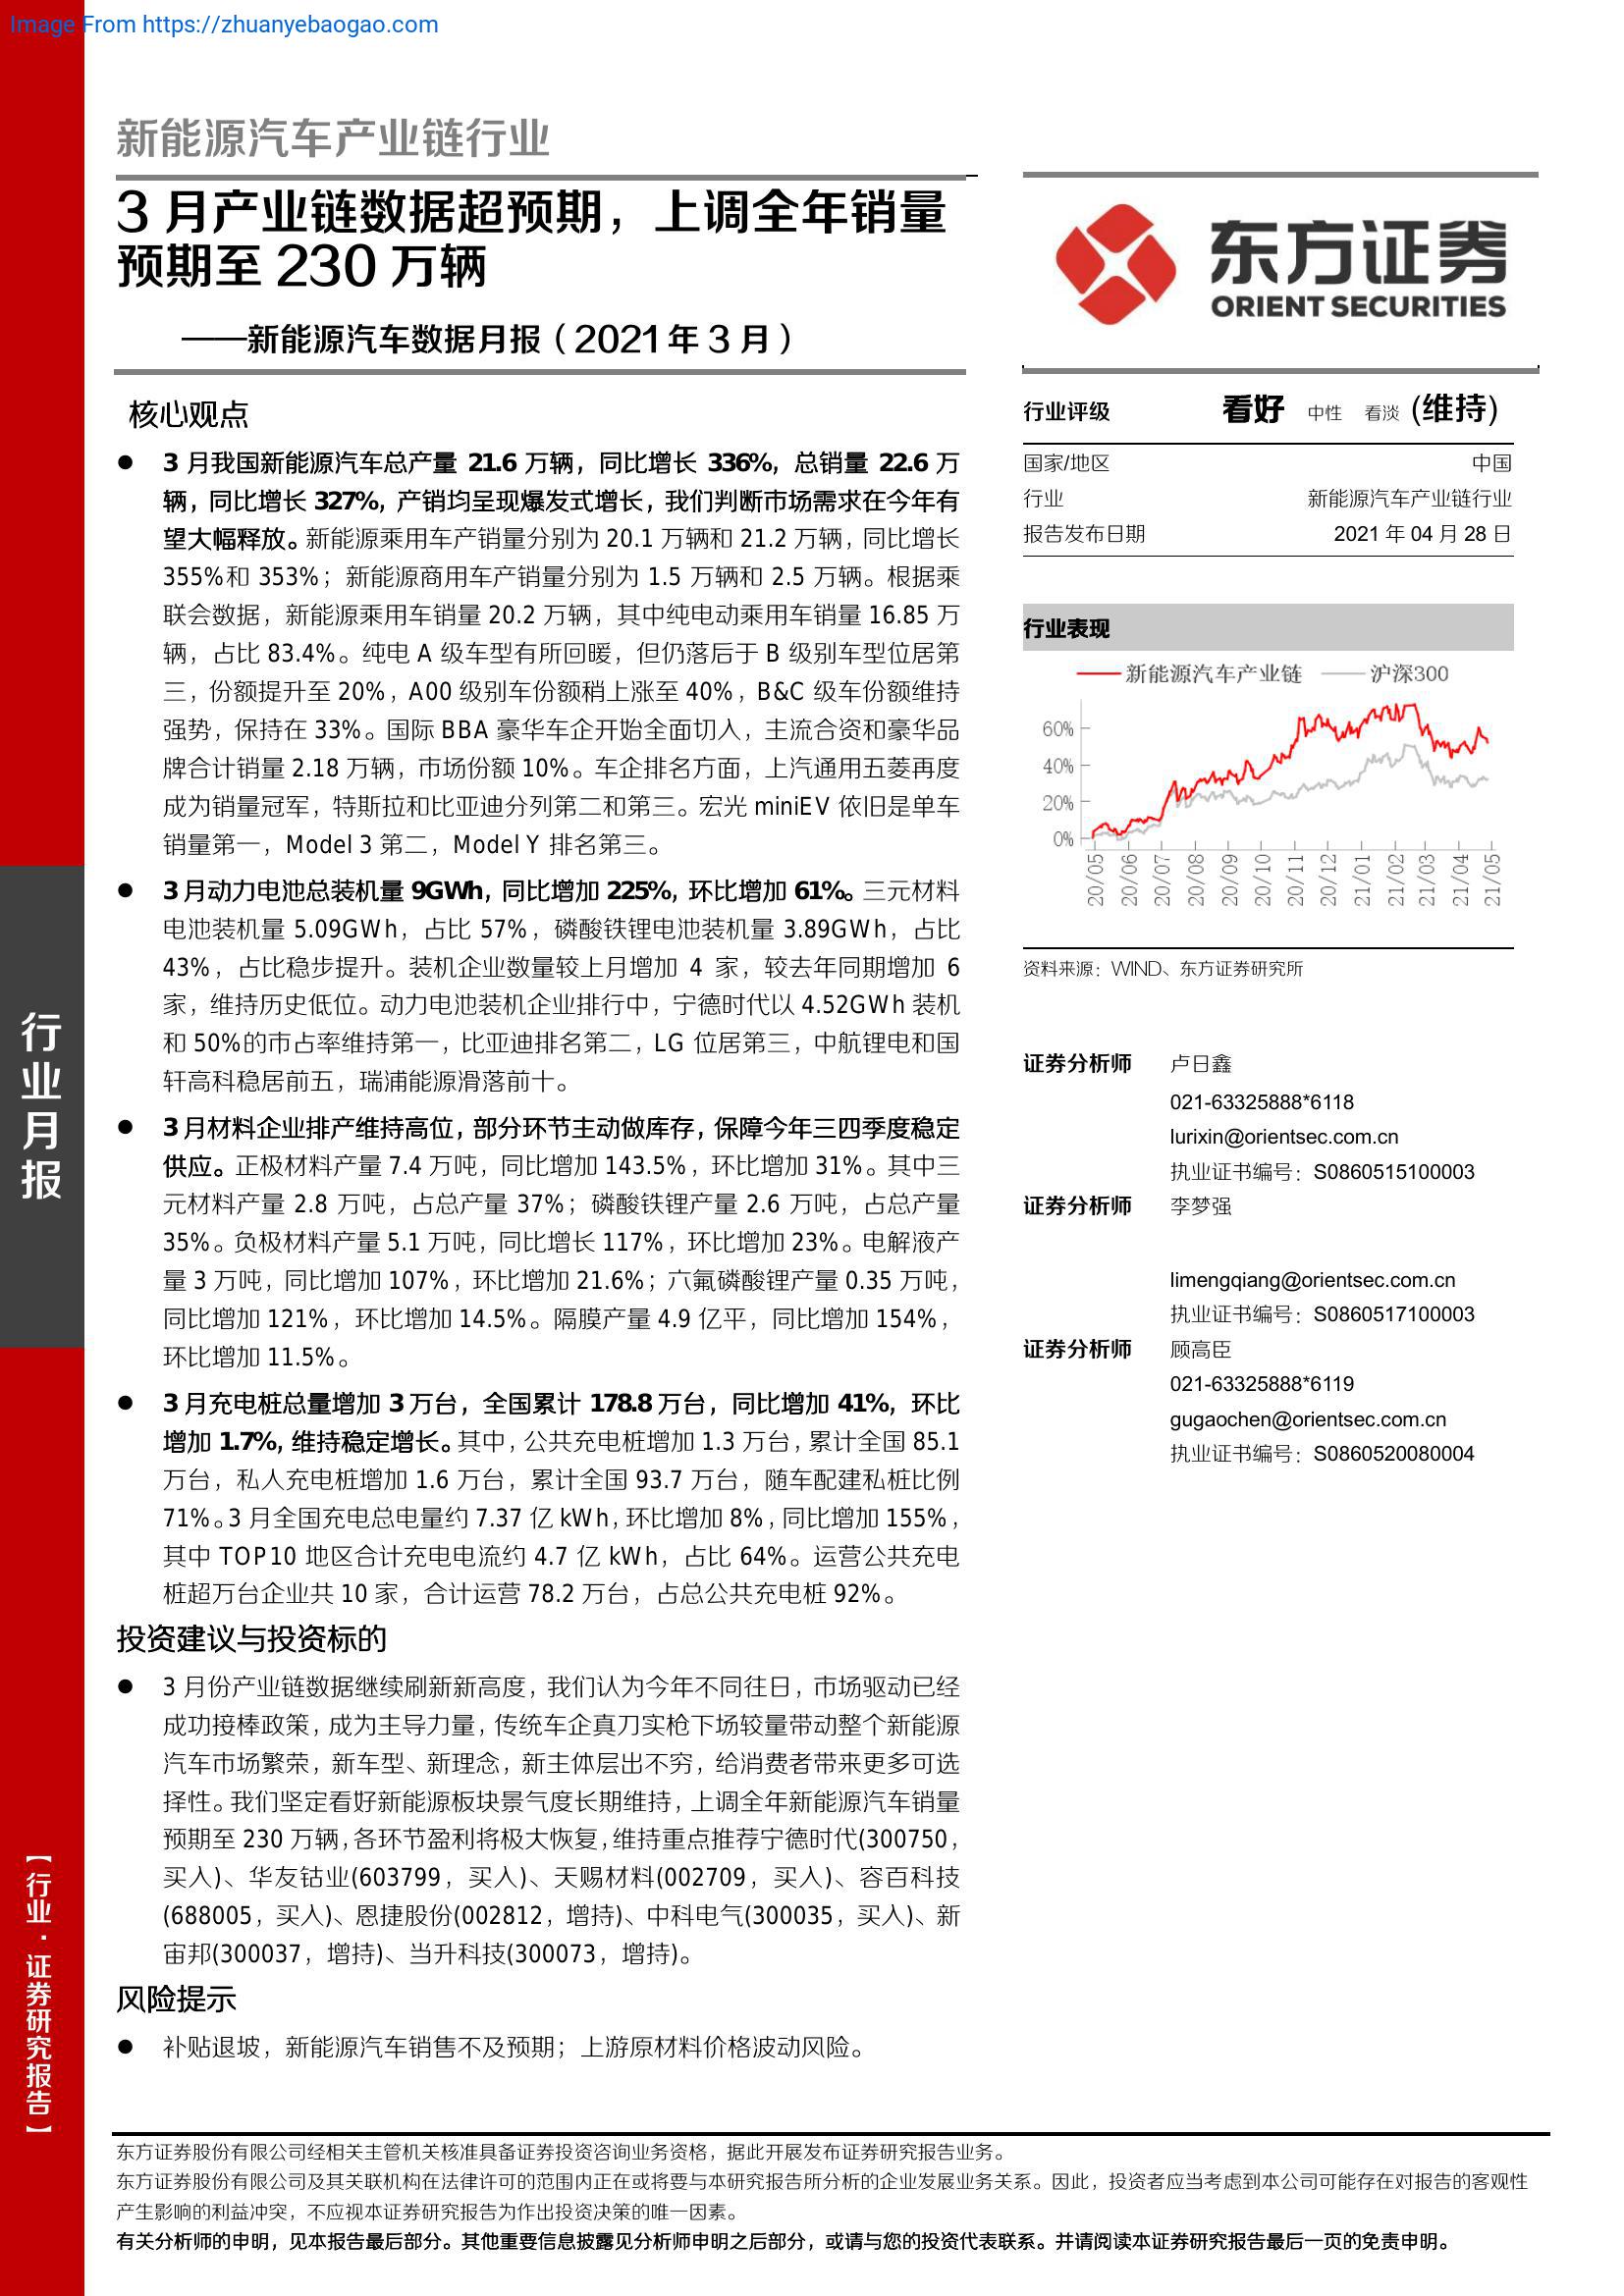 Image From https://zhuanyebaogao.com
新能源汽车产业链行业
3 月产业链数据超预期，上调全年销量
预期至 230 万辆
——新能源汽车数据月报（2021 年 3 月）
核心观点
● 3 月我国新能源汽车总产量 21.6 万辆，同比增长 336%，总销量 22.6 万
辆，同比增长 327%，产销均呈现爆发式增长，我们判断市场需求在今年有
望大幅释放。新能源乘用车产销量分别为 20.1 万辆和 21.2 万辆，同比增长
355%和 353%；新能源商用车产销量分别为 1.5 万辆和 2.5 万辆。根据乘
联会数据，新能源乘用车销量 20.2 万辆，其中纯电动乘用车销量 16.85 万
辆，占比 83.4%。纯电 A 级车型有所回暖，但仍落后于 B 级别车型位居第
三，份额提升至 20%，A00 级别车份额稍上涨至 40%，B&C 级车份额维持
强势，保持在 33%。国际 BBA 豪华车企开始全面切入，主流合资和豪华品
牌合计销量 2.18 万辆，市场份额 10%。车企排名方面，上汽通用五菱再度
成为销量冠军，特斯拉和比亚迪分列第二和第三。宏光 miniEV 依旧是单车
销量第一，Model 3 第二，Model Y 排名第三。
● 3 月动力电池总装机量 9GWh，同比增加 225%，环比增加 61%。三元材料
电池装机量 5.09GWh，占比 57%，磷酸铁锂电池装机量 3.89GWh，占比
43%，占比稳步提升。装机企业数量较上月增加 4 家，较去年同期增加 6
家，维持历史低位。动力电池装机企业排行中，宁德时代以 4.52GWh 装机
和 50%的市占率维持第一，比亚迪排名第二，LG 位居第三，中航锂电和国
轩高科稳居前五，瑞浦能源滑落前十。
● 3 月材料企业排产维持高位，部分环节主动做库存，保障今年三四季度稳定
供应。正极材料产量 7.4 万吨，同比增加 143.5%，环比增加 31%。其中三
元材料产量 2.8 万吨，占总产量 37%；磷酸铁锂产量 2.6 万吨，占总产量
35%。负极材料产量 5.1 万吨，同比增长 117%，环比增加 23%。电解液产
量 3 万吨，同比增加 107%，环比增加 21.6%；六氟磷酸锂产量 0.35 万吨，
同比增加 121%，环比增加 14.5%。隔膜产量 4.9 亿平，同比增加 154%，
环比增加 11.5%。
● 3 月充电桩总量增加 3 万台，全国累计 178.8 万台，同比增加 41%，环比
增加 1.7%，维持稳定增长。其中，公共充电桩增加 1.3 万台，累计全国 85.1
万台，私人充电桩增加 1.6 万台，累计全国 93.7 万台，随车配建私桩比例
71%。3 月全国充电总电量约 7.37 亿 kWh，环比增加 8%，同比增加 155%，
其中 TOP10 地区合计充电电流约 4.7 亿 kWh，占比 64%。运营公共充电
桩超万台企业共 10 家，合计运营 78.2 万台，占总公共充电桩 92%。
投资建议与投资标的
● 3 月份产业链数据继续刷新新高度，我们认为今年不同往日，市场驱动已经
成功接棒政策，成为主导力量，传统车企真刀实枪下场较量带动整个新能源
汽车市场繁荣，新车型、新理念，新主体层出不穷，给消费者带来更多可选
择性。我们坚定看好新能源板块景气度长期维持，上调全年新能源汽车销量
预期至 230 万辆，各环节盈利将极大恢复，维持重点推荐宁德时代(300750，
买入)、华友钴业(603799，买入)、天赐材料(002709，买入)、容百科技
(688005，买入)、恩捷股份(002812，增持)、中科电气(300035，买入)、新
宙邦(300037，增持)、当升科技(300073，增持)。
风险提示
● 补贴退坡，新能源汽车销售不及预期；上游原材料价格波动风险。
东方证券
ORIENT SECURITIES
行业评级 看好 中性 看淡 (维持)
国家/地区 中国
行业 新能源汽车产业链行业
报告发布日期 2021 年 04 月 28 日
行业表现
新能源汽车产业链 沪深300
60%
40%
20%
0%
20/05 20/06 20/07 20/08 20/09 20/10 20/11 20/12 21/01 21/02 21/03 21/04 21/05
资料来源：WIND、东方证券研究所
证券分析师 卢日鑫
021-63325888*6118
lurixin@orientsec.com.cn
执业证书编号：S0860515100003
证券分析师 李梦强
limengqiang@orientsec.com.cn
执业证书编号：S0860517100003
证券分析师 顾高臣
021-63325888*6119
gugaochen@orientsec.com.cn
执业证书编号：S0860520080004
行业月报
【行业·证券研究报告】
东方证券股份有限公司经相关主管机关核准具备证券投资咨询业务资格，据此开展发布证券研究报告业务。
东方证券股份有限公司及其关联机构在法律许可的范围内正在或将要与本研究报告所分析的企业发展业务关系。因此，投资者应当考虑到本公司可能存在对报告的客观性
产生影响的利益冲突，不应视本证券研究报告为作出投资决策的唯一因素。
有关分析师的申明，见本报告最后部分。其他重要信息披露见分析师申明之后部分，或请与您的投资代表联系。并请阅读本证券研究报告最后一页的免责申明。